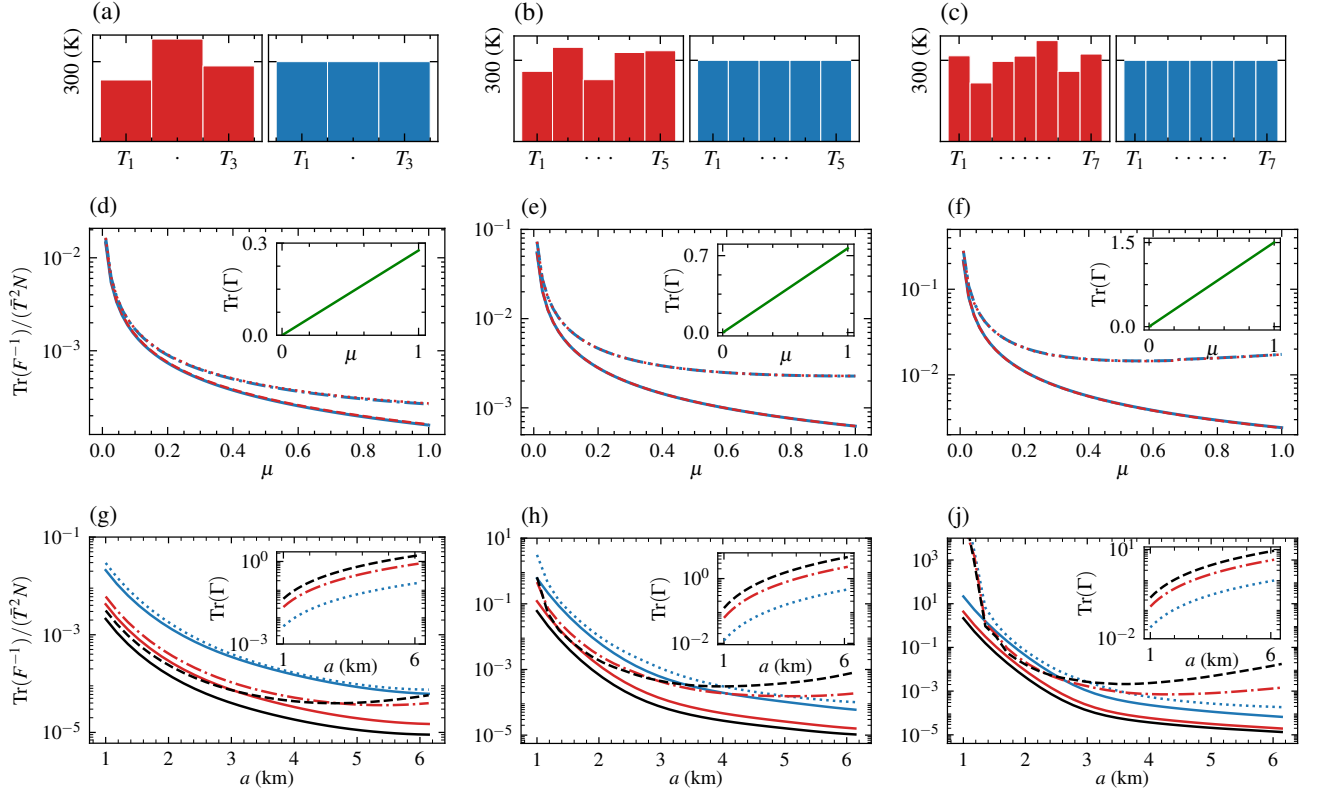 (a) (b) (c)
300 (K) 300 (K) 300 (K)
T₁ · T₃ T₁ · T₃ T₁ · · · T₅ T₁ · · · T₅ T₁ · · · · · T₇ T₁ · · · · · T₇
(d)
Tr(F⁻¹)/(T̄²N)
10⁻²
10⁻³
0.3
0.0
Tr(Γ)
0 μ 1
0.0 0.2 0.4 0.6 0.8 1.0
μ
(e)
10⁻¹
10⁻²
10⁻³
0.7
0.0
Tr(Γ)
0 μ 1
0.0 0.2 0.4 0.6 0.8 1.0
μ
(f)
10⁻¹
10⁻²
1.5
0.0
Tr(Γ)
0 μ 1
0.0 0.2 0.4 0.6 0.8 1.0
μ
(g)
Tr(F⁻¹)/(T̄²N)
10⁻¹
10⁻³
10⁻⁵
10⁰
10⁻³
Tr(Γ)
1 a (km) 6
1 2 3 4 5 6
a (km)
(h)
10¹
10⁻¹
10⁻³
10⁻⁵
10⁰
10⁻²
Tr(Γ)
1 a (km) 6
1 2 3 4 5 6
a (km)
(j)
10³
10¹
10⁻¹
10⁻³
10⁻⁵
10¹
10⁻²
Tr(Γ)
1 a (km) 6
1 2 3 4 5 6
a (km)